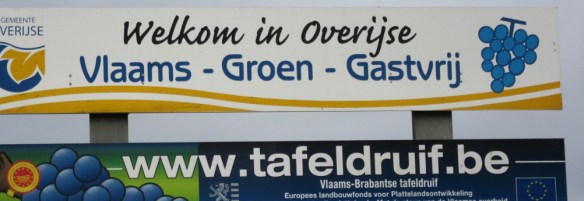 GEMEENTE
OVERIJSE
Welkom in Overijse
Vlaams - Groen - Gastvrij
www.tafeldruif.be
Vlaams-Brabantse tafeldruif
Europees landbouwfonds voor Plattelandsontwikkeling